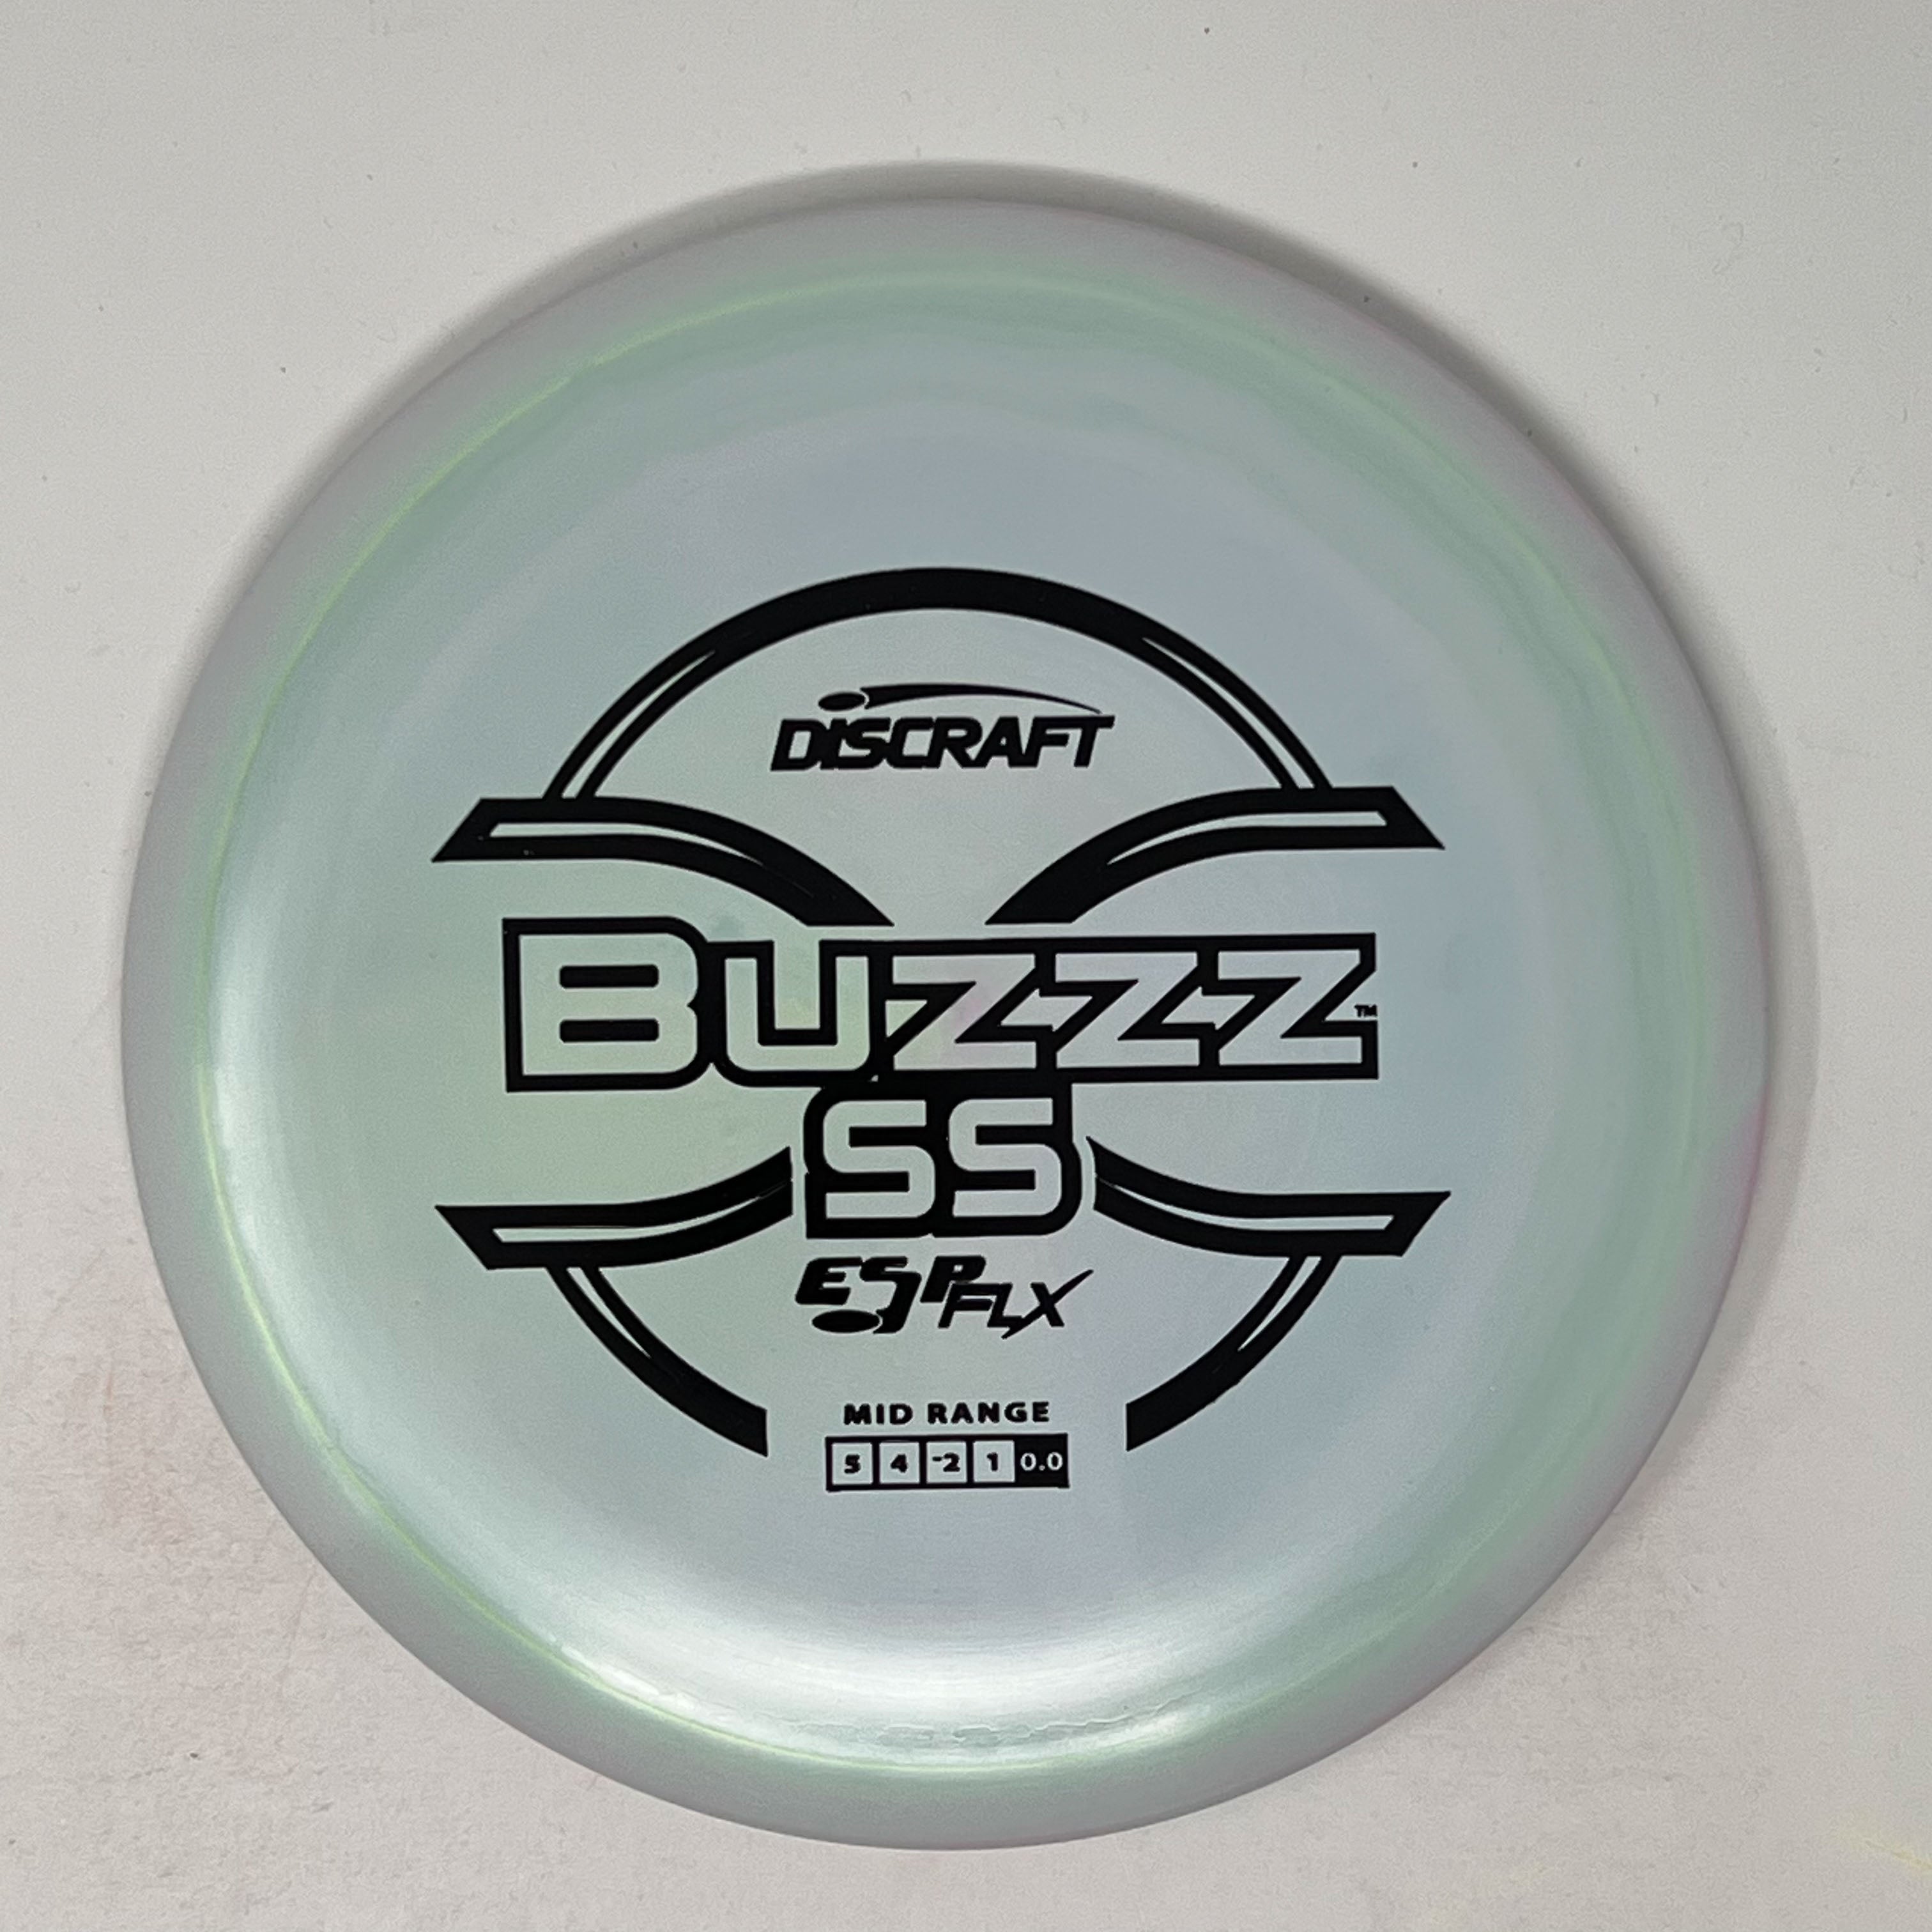 DiSCRAFT
BuZZZ™
SS
ESP FLX
MID RANGE
5 4 -2 1 0.0